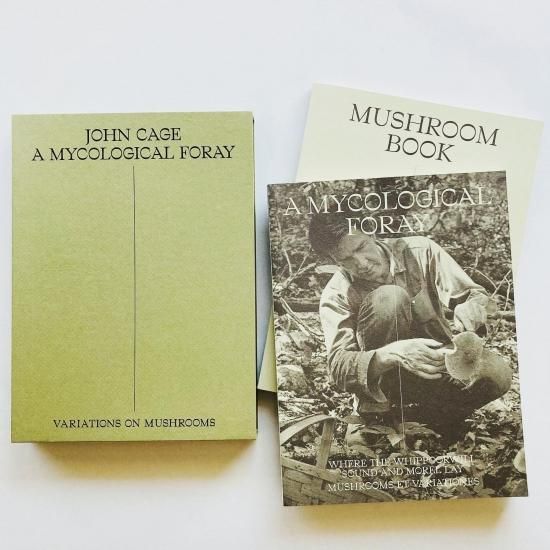 JOHN CAGE
A MYCOLOGICAL FORAY
VARIATIONS ON MUSHROOMS
MUSHROOM
BOOK
A MYCOLOGICAL
FORAY
WHERE THE WHIPPOORWILL
SOUND AND MOREL LAY
MUSHROOMS ET VARIATIONES